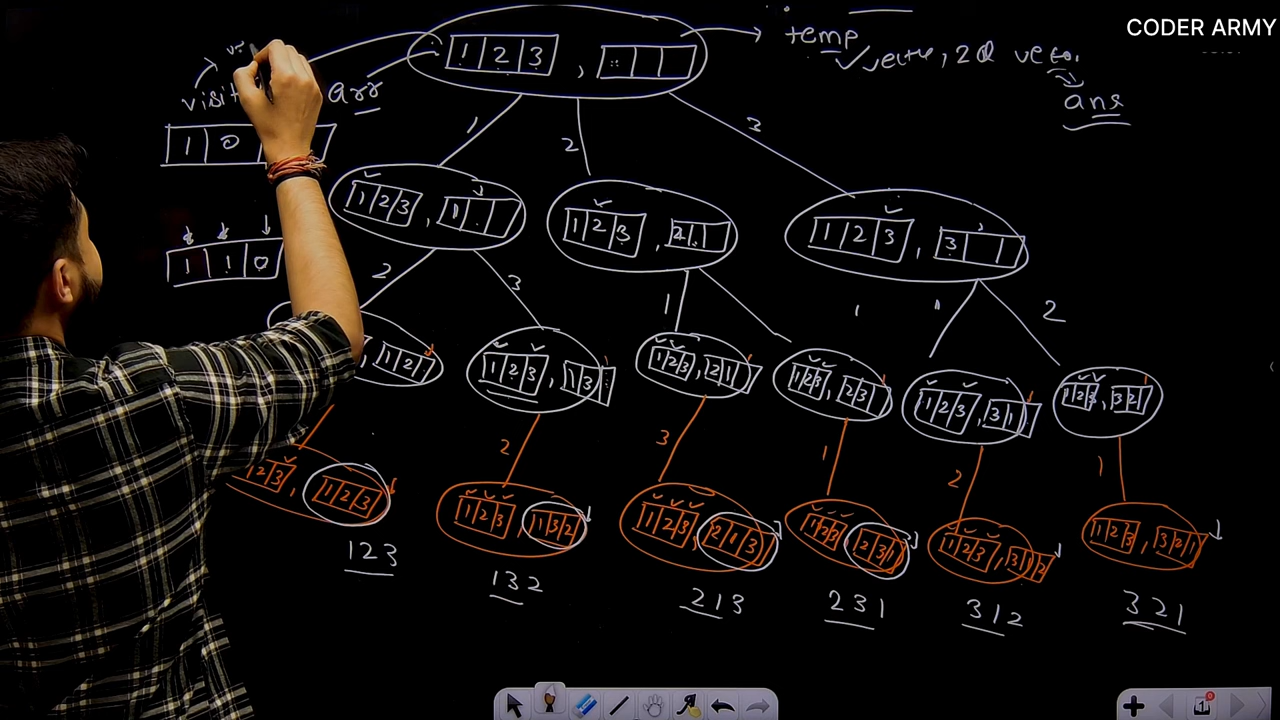 CODER ARMY
temp
vector, 2D vector
ans
visit
arr
1 2 3 ,
1 0
1 2 3
1 2 3 , 1
1 2 3 , 2
1 2 3 , 3
1 1 0
2 3 1 1 2
, 1 2
1 2 3 , 1 3
1 2 3 , 2 1
1 2 3 , 2 3
1 2 3 , 3 1
1 2 3 , 3 2
2 3 1 2 1
1 2 3 , 1 2 3
1 2 3 , 1 3 2
1 2 3 , 2 1 3
1 2 3 , 2 3 1
1 2 3 , 3 1 2
1 2 3 , 3 2 1
123
132
213
231
312
321